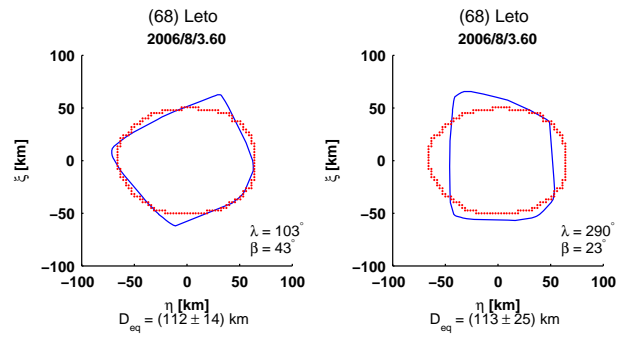 (68) Leto
2006/8/3.60
100
50
0
−50
−100
ξ [km]
−100 −50 0 50 100
η [km]
λ = 103°
β = 43°
D_eq = (112 ± 14) km
(68) Leto
2006/8/3.60
100
50
0
−50
−100
ξ [km]
−100 −50 0 50 100
η [km]
λ = 290°
β = 23°
D_eq = (113 ± 25) km